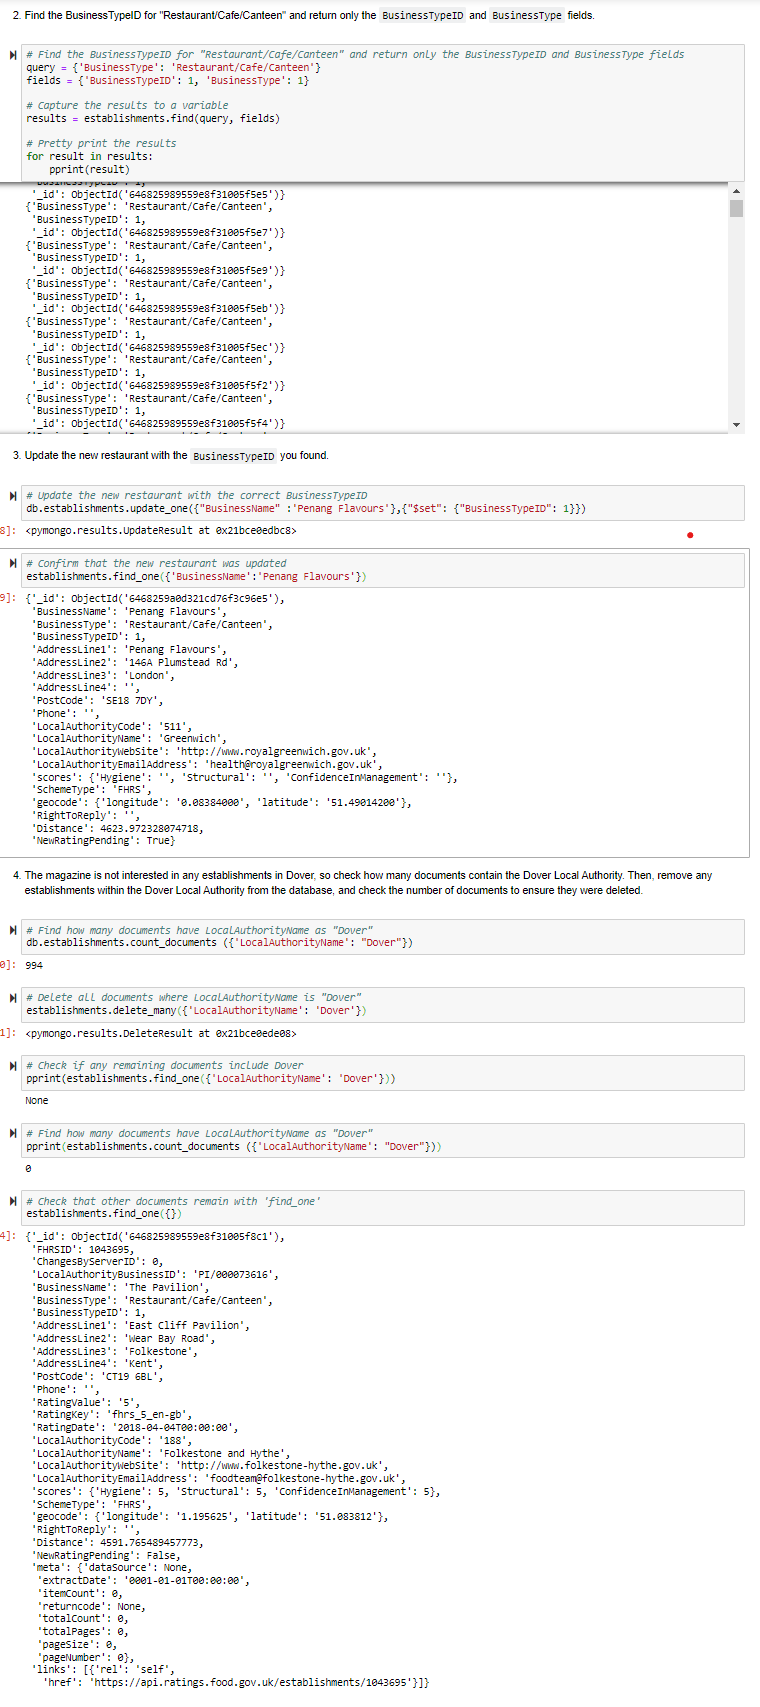 2. Find the BusinessTypeID for "Restaurant/Cafe/Canteen" and return only the BusinessTypeID and BusinessType fields.
# Find the BusinessTypeID for "Restaurant/Cafe/Canteen" and return only the BusinessTypeID and BusinessType fields
query = {'BusinessType': 'Restaurant/Cafe/Canteen'}
fields = {'BusinessTypeID': 1, 'BusinessType': 1}
# Capture the results to a variable
results = establishments.find(query, fields)
# Pretty print the results
for result in results:
pprint(result)
'_id': ObjectId('646825989559e8f31005f5e5')}
{'BusinessType': 'Restaurant/Cafe/Canteen',
'BusinessTypeID': 1,
'_id': ObjectId('646825989559e8f31005f5e7')}
{'BusinessType': 'Restaurant/Cafe/Canteen',
'BusinessTypeID': 1,
'_id': ObjectId('646825989559e8f31005f5e9')}
{'BusinessType': 'Restaurant/Cafe/Canteen',
'BusinessTypeID': 1,
'_id': ObjectId('646825989559e8f31005f5eb')}
{'BusinessType': 'Restaurant/Cafe/Canteen',
'BusinessTypeID': 1,
'_id': ObjectId('646825989559e8f31005f5ec')}
{'BusinessType': 'Restaurant/Cafe/Canteen',
'BusinessTypeID': 1,
'_id': ObjectId('646825989559e8f31005f5f2')}
{'BusinessType': 'Restaurant/Cafe/Canteen',
'BusinessTypeID': 1,
'_id': ObjectId('646825989559e8f31005f5f4')}
3. Update the new restaurant with the BusinessTypeID you found.
# Update the new restaurant with the correct BusinessTypeID
db.establishments.update_one({"BusinessName" :'Penang Flavours'},{"$set": {"BusinessTypeID": 1}})
8]: <pymongo.results.UpdateResult at 0x21bce0edbc8>
# Confirm that the new restaurant was updated
establishments.find_one({'BusinessName':'Penang Flavours'})
9]: {'_id': ObjectId('6468259a0d321cd76f3c96e5'),
'BusinessName': 'Penang Flavours',
'BusinessType': 'Restaurant/Cafe/Canteen',
'BusinessTypeID': 1,
'AddressLine1': 'Penang Flavours',
'AddressLine2': '146A Plumstead Rd',
'AddressLine3': 'London',
'AddressLine4': '',
'PostCode': 'SE18 7DY',
'Phone': '',
'LocalAuthorityCode': '511',
'LocalAuthorityName': 'Greenwich',
'LocalAuthorityWebSite': 'http://www.royalgreenwich.gov.uk',
'LocalAuthorityEmailAddress': 'health@royalgreenwich.gov.uk',
'scores': {'Hygiene': '', 'Structural': '', 'ConfidenceInManagement': ''},
'SchemeType': 'FHRS',
'geocode': {'longitude': '0.08384000', 'latitude': '51.49014200'},
'RightToReply': '',
'Distance': 4623.972328074718,
'NewRatingPending': True}
4. The magazine is not interested in any establishments in Dover, so check how many documents contain the Dover Local Authority. Then, remove any
establishments within the Dover Local Authority from the database, and check the number of documents to ensure they were deleted.
# Find how many documents have LocalAuthorityName as "Dover"
db.establishments.count_documents ({'LocalAuthorityName': "Dover"})
0]: 994
# Delete all documents where LocalAuthorityName is "Dover"
establishments.delete_many({'LocalAuthorityName': 'Dover'})
1]: <pymongo.results.DeleteResult at 0x21bce0ede08>
# Check if any remaining documents include Dover
pprint(establishments.find_one({'LocalAuthorityName': 'Dover'}))
None
# Find how many documents have LocalAuthorityName as "Dover"
pprint(establishments.count_documents ({'LocalAuthorityName': "Dover"}))
0
# Check that other documents remain with 'find_one'
establishments.find_one({})
4]: {'_id': ObjectId('646825989559e8f31005f8c1'),
'FHRSID': 1043695,
'ChangesByServerID': 0,
'LocalAuthorityBusinessID': 'PI/000073616',
'BusinessName': 'The Pavilion',
'BusinessType': 'Restaurant/Cafe/Canteen',
'BusinessTypeID': 1,
'AddressLine1': 'East Cliff Pavilion',
'AddressLine2': 'Wear Bay Road',
'AddressLine3': 'Folkestone',
'AddressLine4': 'Kent',
'PostCode': 'CT19 6BL',
'Phone': '',
'RatingValue': '5',
'RatingKey': 'fhrs_5_en-gb',
'RatingDate': '2018-04-04T00:00:00',
'LocalAuthorityCode': '188',
'LocalAuthorityName': 'Folkestone and Hythe',
'LocalAuthorityWebSite': 'http://www.folkestone-hythe.gov.uk',
'LocalAuthorityEmailAddress': 'foodteam@folkestone-hythe.gov.uk',
'scores': {'Hygiene': 5, 'Structural': 5, 'ConfidenceInManagement': 5},
'SchemeType': 'FHRS',
'geocode': {'longitude': '1.195625', 'latitude': '51.083812'},
'RightToReply': '',
'Distance': 4591.765489457773,
'NewRatingPending': False,
'meta': {'dataSource': None,
'extractDate': '0001-01-01T00:00:00',
'itemCount': 0,
'returncode': None,
'totalCount': 0,
'totalPages': 0,
'pageSize': 0,
'pageNumber': 0},
'links': [{'rel': 'self',
'href': 'https://api.ratings.food.gov.uk/establishments/1043695'}]}